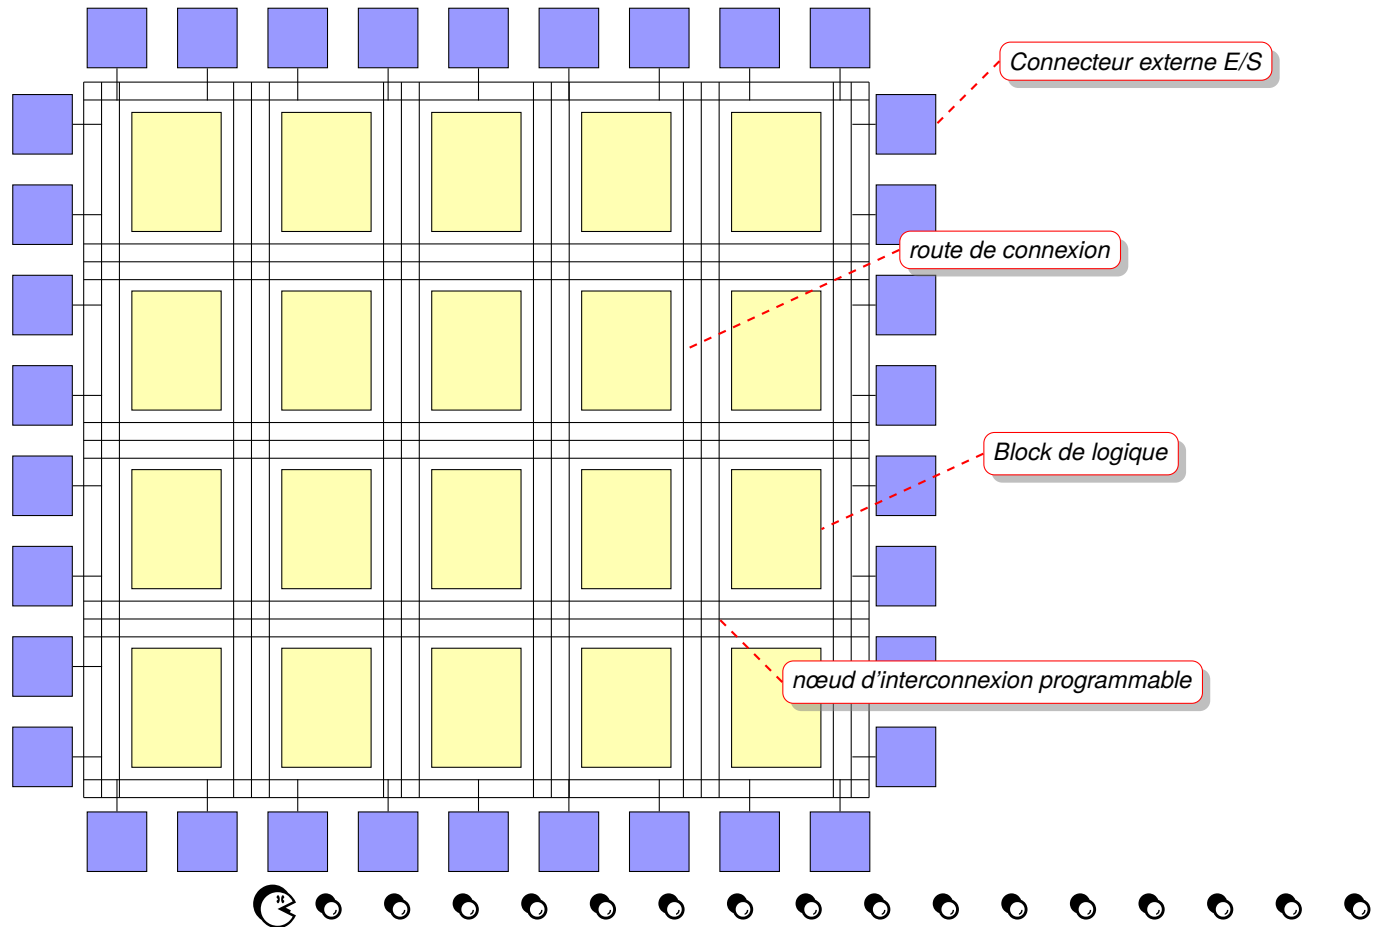 Connecteur externe E/S
route de connexion
Block de logique
nœud d'interconnexion programmable